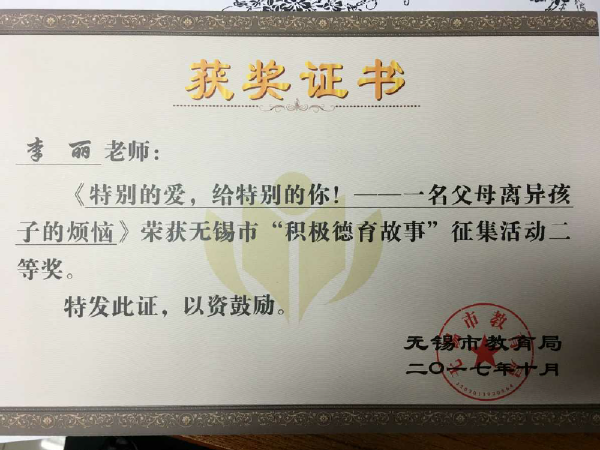 获奖证书
李 丽 老师：
《特别的爱，给特别的你！——一名父母离异孩
子的烦恼》荣获无锡市“积极德育故事”征集活动二
等奖。
特发此证，以资鼓励。
无锡市教育局
二〇一七年十月